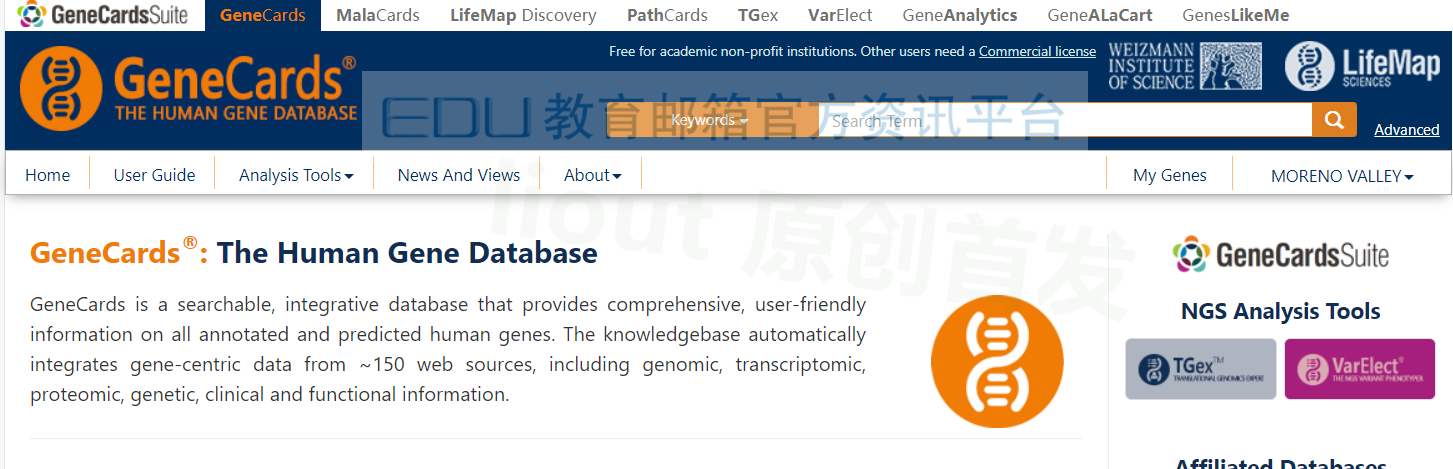 GeneCardsSuite GeneCards MalaCards LifeMap Discovery PathCards TGex VarElect GeneAnalytics GeneALaCart GenesLikeMe
Free for academic non-profit institutions. Other users need a Commercial license
WEIZMANN
INSTITUTE
OF SCIENCE
LifeMap
SCIENCES
GeneCards®
THE HUMAN GENE DATABASE
EDU 教育邮箱官方资讯平台
Keywords
Search Term
Advanced
Home User Guide Analysis Tools News And Views About My Genes MORENO VALLEY
liout 原创首发
GeneCards®: The Human Gene Database
GeneCards is a searchable, integrative database that provides comprehensive, user-friendly
information on all annotated and predicted human genes. The knowledgebase automatically
integrates gene-centric data from ~150 web sources, including genomic, transcriptomic,
proteomic, genetic, clinical and functional information.
GeneCardsSuite
NGS Analysis Tools
TGex™
TRANSLATIONAL GENOMICS EXPERT
VarElect®
THE NGS VARIANT PHENOTYPER
Affiliated Databases